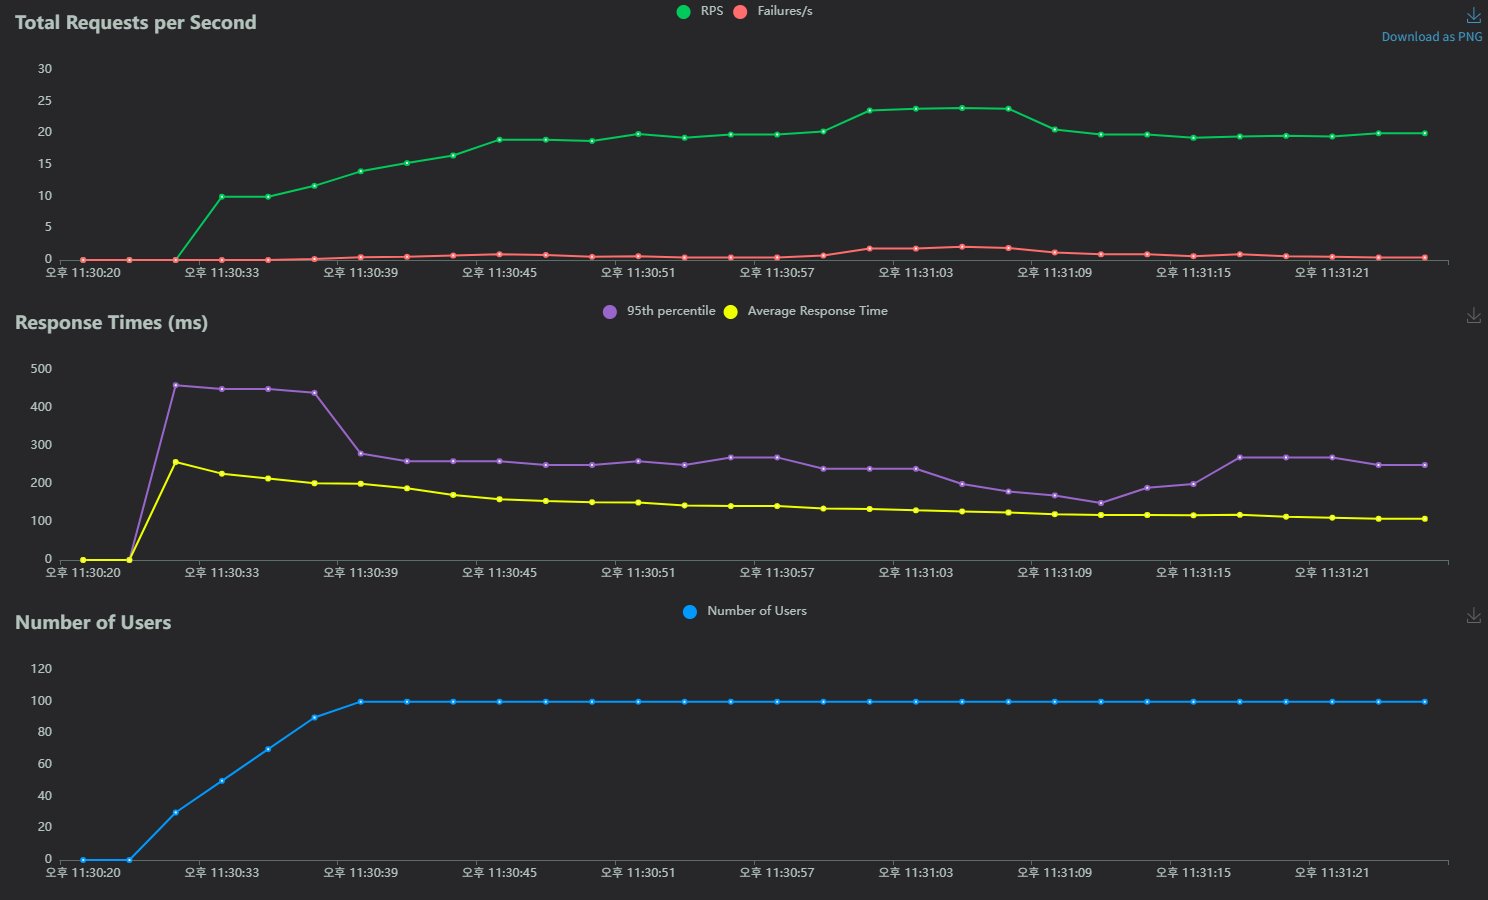 Total Requests per Second
RPS Failures/s
Download as PNG
30
25
20
15
10
5
0
오후 11:30:20 오후 11:30:33 오후 11:30:39 오후 11:30:45 오후 11:30:51 오후 11:30:57 오후 11:31:03 오후 11:31:09 오후 11:31:15 오후 11:31:21
Response Times (ms)
95th percentile Average Response Time
500
400
300
200
100
0
오후 11:30:20 오후 11:30:33 오후 11:30:39 오후 11:30:45 오후 11:30:51 오후 11:30:57 오후 11:31:03 오후 11:31:09 오후 11:31:15 오후 11:31:21
Number of Users
Number of Users
120
100
80
60
40
20
0
오후 11:30:20 오후 11:30:33 오후 11:30:39 오후 11:30:45 오후 11:30:51 오후 11:30:57 오후 11:31:03 오후 11:31:09 오후 11:31:15 오후 11:31:21